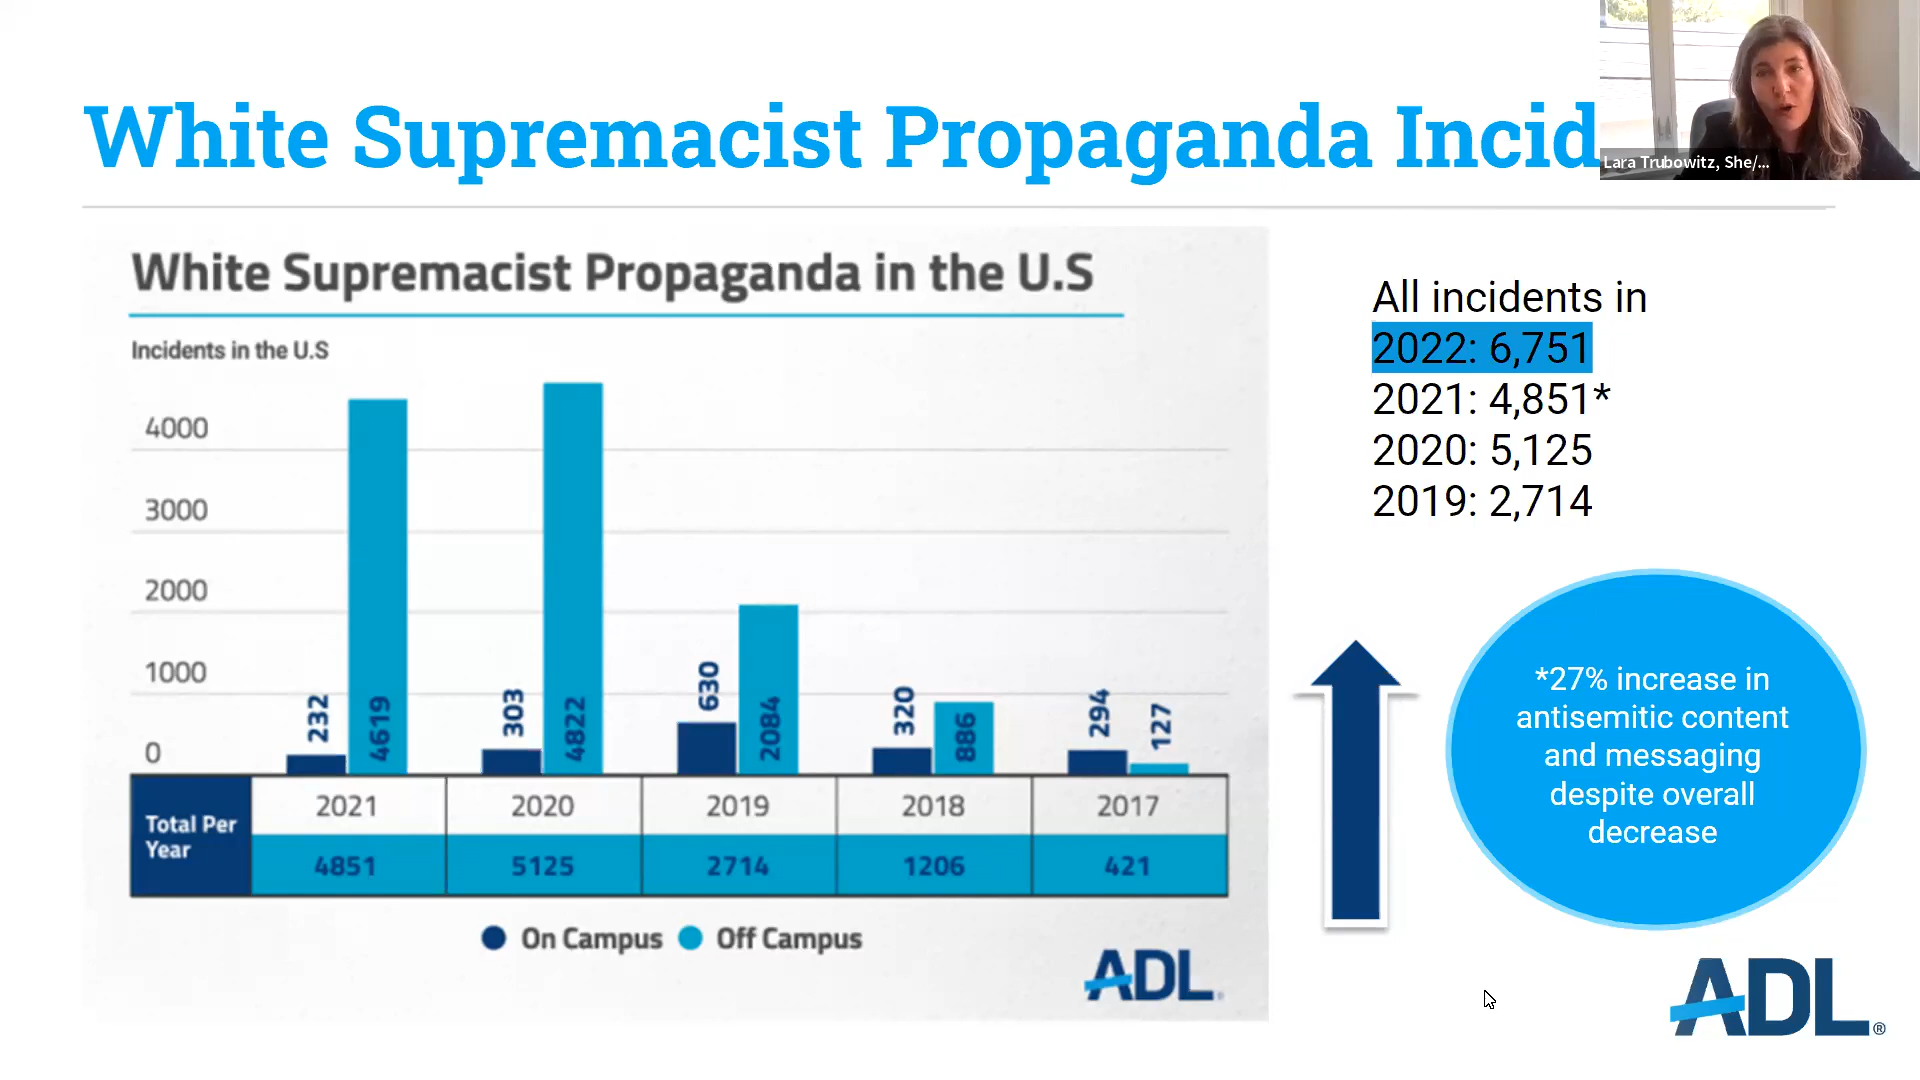 White Supremacist Propaganda Incid
Lara Trubowitz, She/...
White Supremacist Propaganda in the U.S
Incidents in the U.S
4000
3000
2000
1000
0
232
4619
303
4822
630
2084
320
886
294
127
Total Per
Year
2021
2020
2019
2018
2017
4851
5125
2714
1206
421
On Campus
Off Campus
ADL
All incidents in
2022: 6,751
2021: 4,851*
2020: 5,125
2019: 2,714
*27% increase in
antisemitic content
and messaging
despite overall
decrease
ADL®